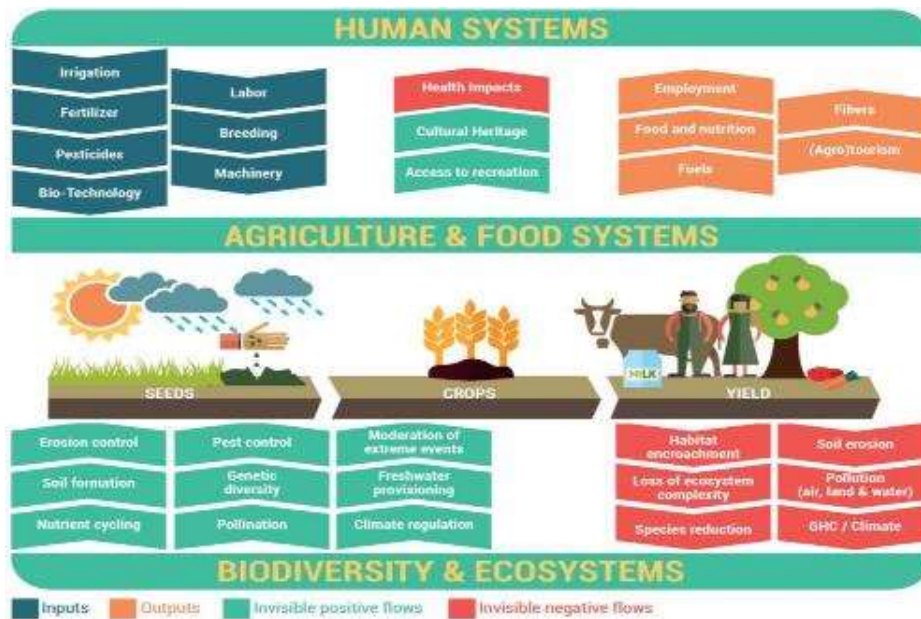 HUMAN SYSTEMS
Irrigation
Fertilizer
Pesticides
Bio-Technology
Labor
Breeding
Machinery
Health Impacts
Cultural Heritage
Access to recreation
Employment
Food and nutrition
Fuels
Fibers
(Agro)tourism
AGRICULTURE & FOOD SYSTEMS
MILK
SEEDS
CROPS
YIELD
Erosion control
Soil formation
Nutrient cycling
Pest control
Genetic
diversity
Pollination
Moderation of
extreme events
Freshwater
provisioning
Climate regulation
Habitat
encroachment
Loss of ecosystem
complexity
Species reduction
Soil erosion
Pollution
(air, land & water)
GHC / Climate
BIODIVERSITY & ECOSYSTEMS
Inputs
Outputs
Invisible positive flows
Invisible negative flows